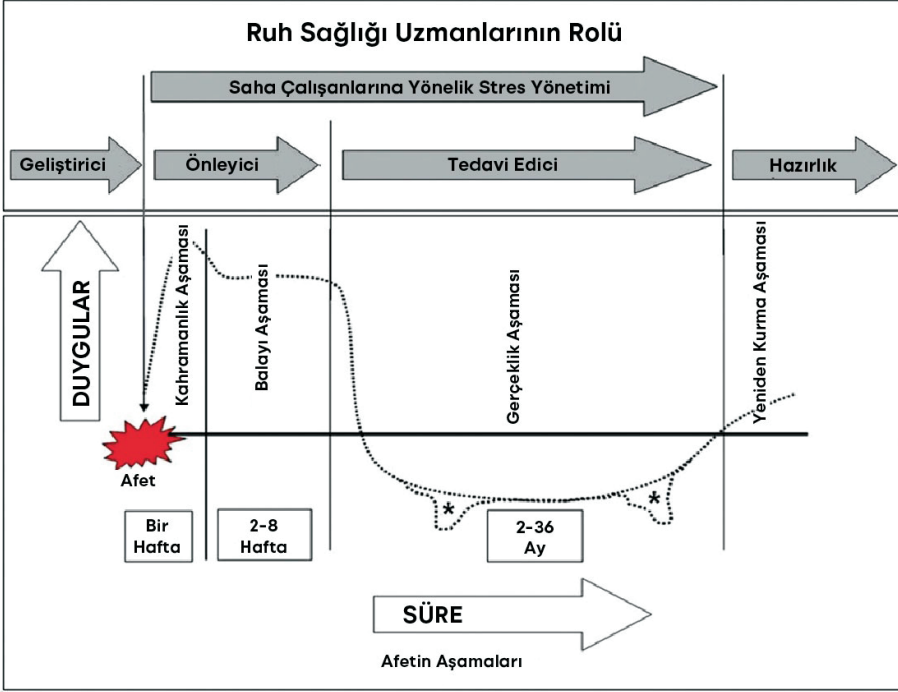 Ruh Sağlığı Uzmanlarının Rolü
Saha Çalışanlarına Yönelik Stres Yönetimi
Geliştirici
Önleyici
Tedavi Edici
Hazırlık
DUYGULAR
Kahramanlık Aşaması
Balayı Aşaması
Gerçeklik Aşaması
Yeniden Kurma Aşaması
Afet
*
*
Bir
Hafta
2-8
Hafta
2-36
Ay
SÜRE
Afetin Aşamaları